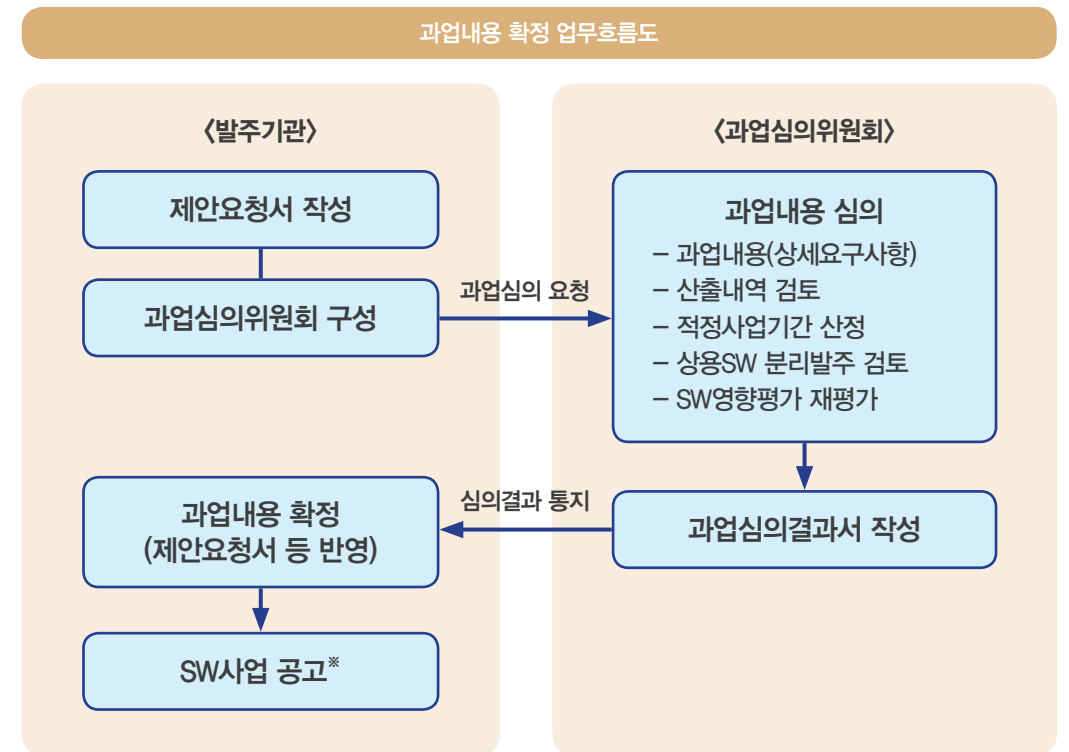 과업내용 확정 업무흐름도
〈발주기관〉
제안요청서 작성
과업심의위원회 구성
과업심의 요청
〈과업심의위원회〉
과업내용 심의
– 과업내용(상세요구사항)
– 산출내역 검토
– 적정사업기간 산정
– 상용SW 분리발주 검토
– SW영향평가 재평가
과업심의결과서 작성
심의결과 통지
과업내용 확정
(제안요청서 등 반영)
SW사업 공고※